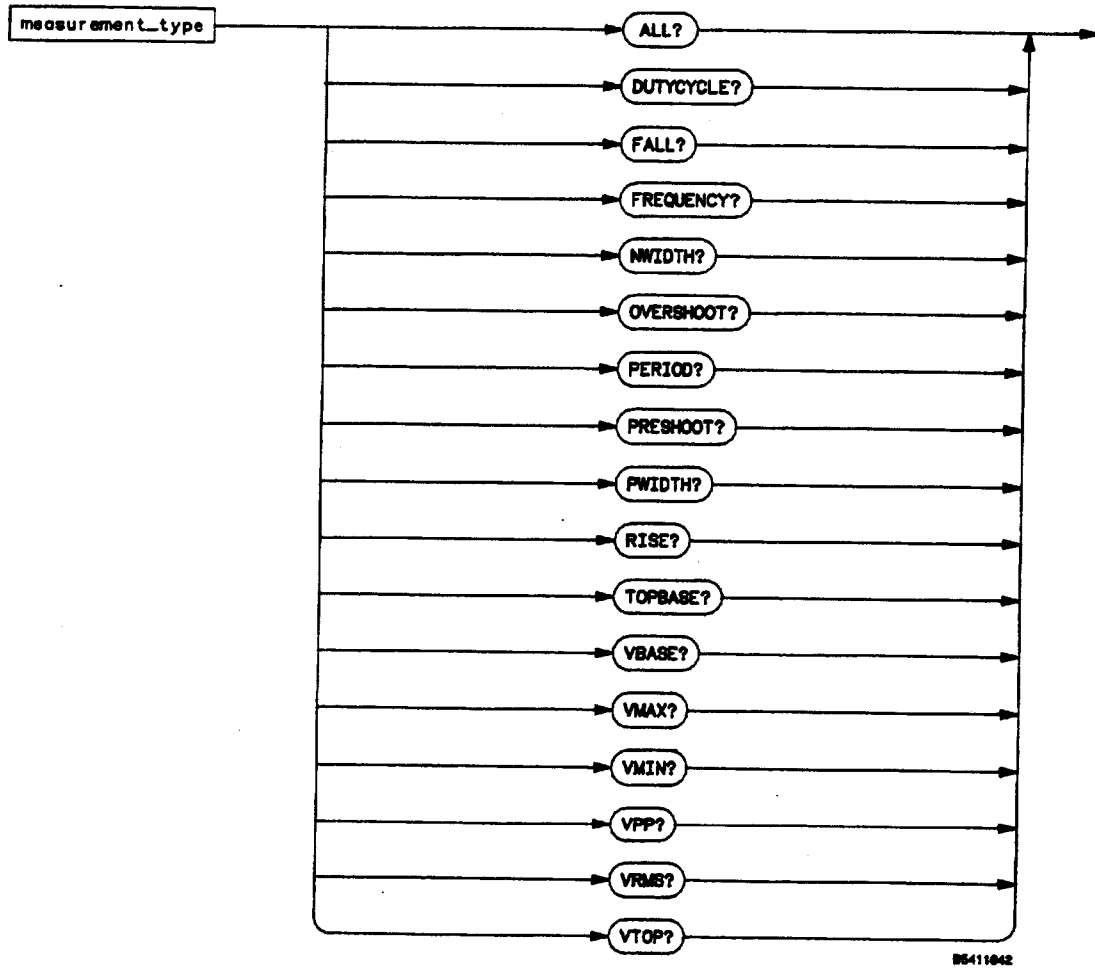 measurement_type
ALL?
DUTYCYCLE?
FALL?
FREQUENCY?
NWIDTH?
OVERSHOOT?
PERIOD?
PRESHOOT?
PWIDTH?
RISE?
TOPBASE?
VBASE?
VMAX?
VMIN?
VPP?
VRMS?
VTOP?